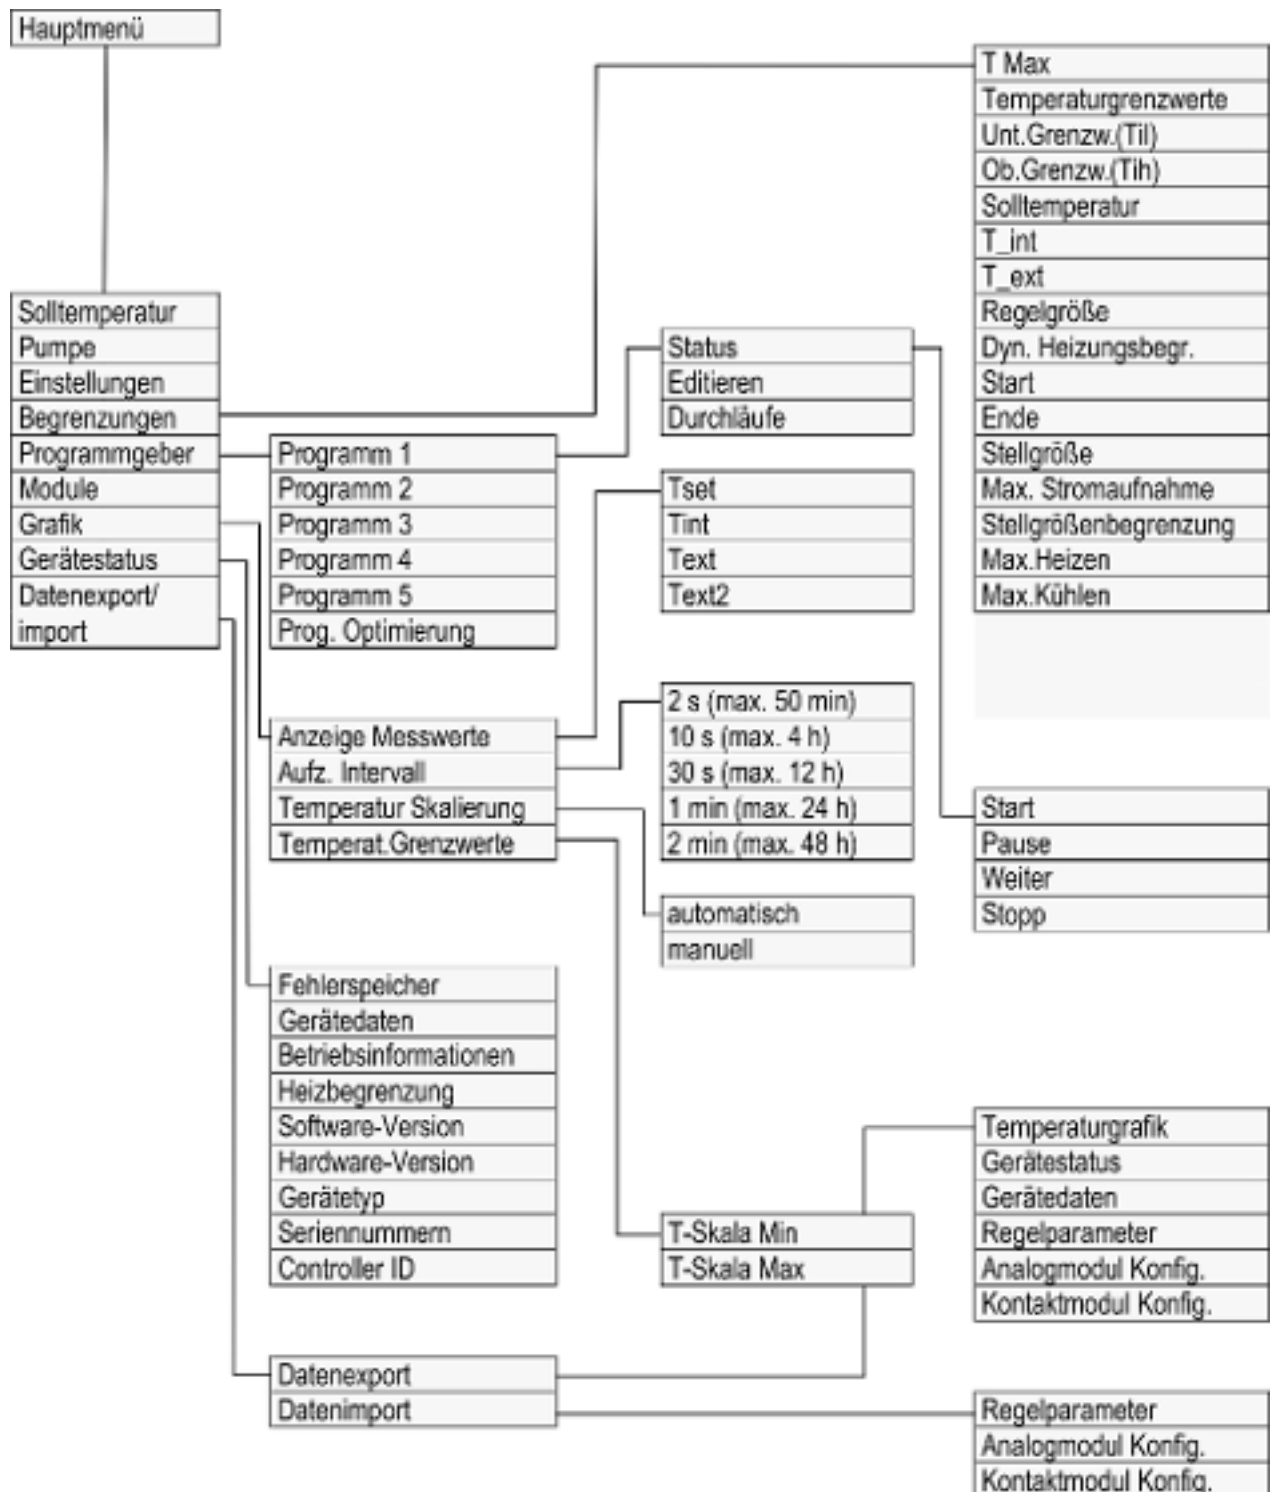 Hauptmenü
Solltemperatur
Pumpe
Einstellungen
Begrenzungen
Programmgeber
Module
Grafik
Gerätestatus
Datenexport/
import
Programm 1
Programm 2
Programm 3
Programm 4
Programm 5
Prog. Optimierung
Anzeige Messwerte
Aufz. Intervall
Temperatur Skalierung
Temperat.Grenzwerte
Fehlerspeicher
Gerätedaten
Betriebsinformationen
Heizbegrenzung
Software-Version
Hardware-Version
Gerätetyp
Seriennummern
Controller ID
Datenexport
Datenimport
Status
Editieren
Durchläufe
Tset
Tint
Text
Text2
2 s (max. 50 min)
10 s (max. 4 h)
30 s (max. 12 h)
1 min (max. 24 h)
2 min (max. 48 h)
automatisch
manuell
T-Skala Min
T-Skala Max
T Max
Temperaturgrenzwerte
Unt.Grenzw.(Til)
Ob.Grenzw.(Tih)
Solltemperatur
T_int
T_ext
Regelgröße
Dyn. Heizungsbegr.
Start
Ende
Stellgröße
Max. Stromaufnahme
Stellgrößenbegrenzung
Max.Heizen
Max.Kühlen
Start
Pause
Weiter
Stopp
Temperaturgrafik
Gerätestatus
Gerätedaten
Regelparameter
Analogmodul Konfig.
Kontaktmodul Konfig.
Regelparameter
Analogmodul Konfig.
Kontaktmodul Konfig.